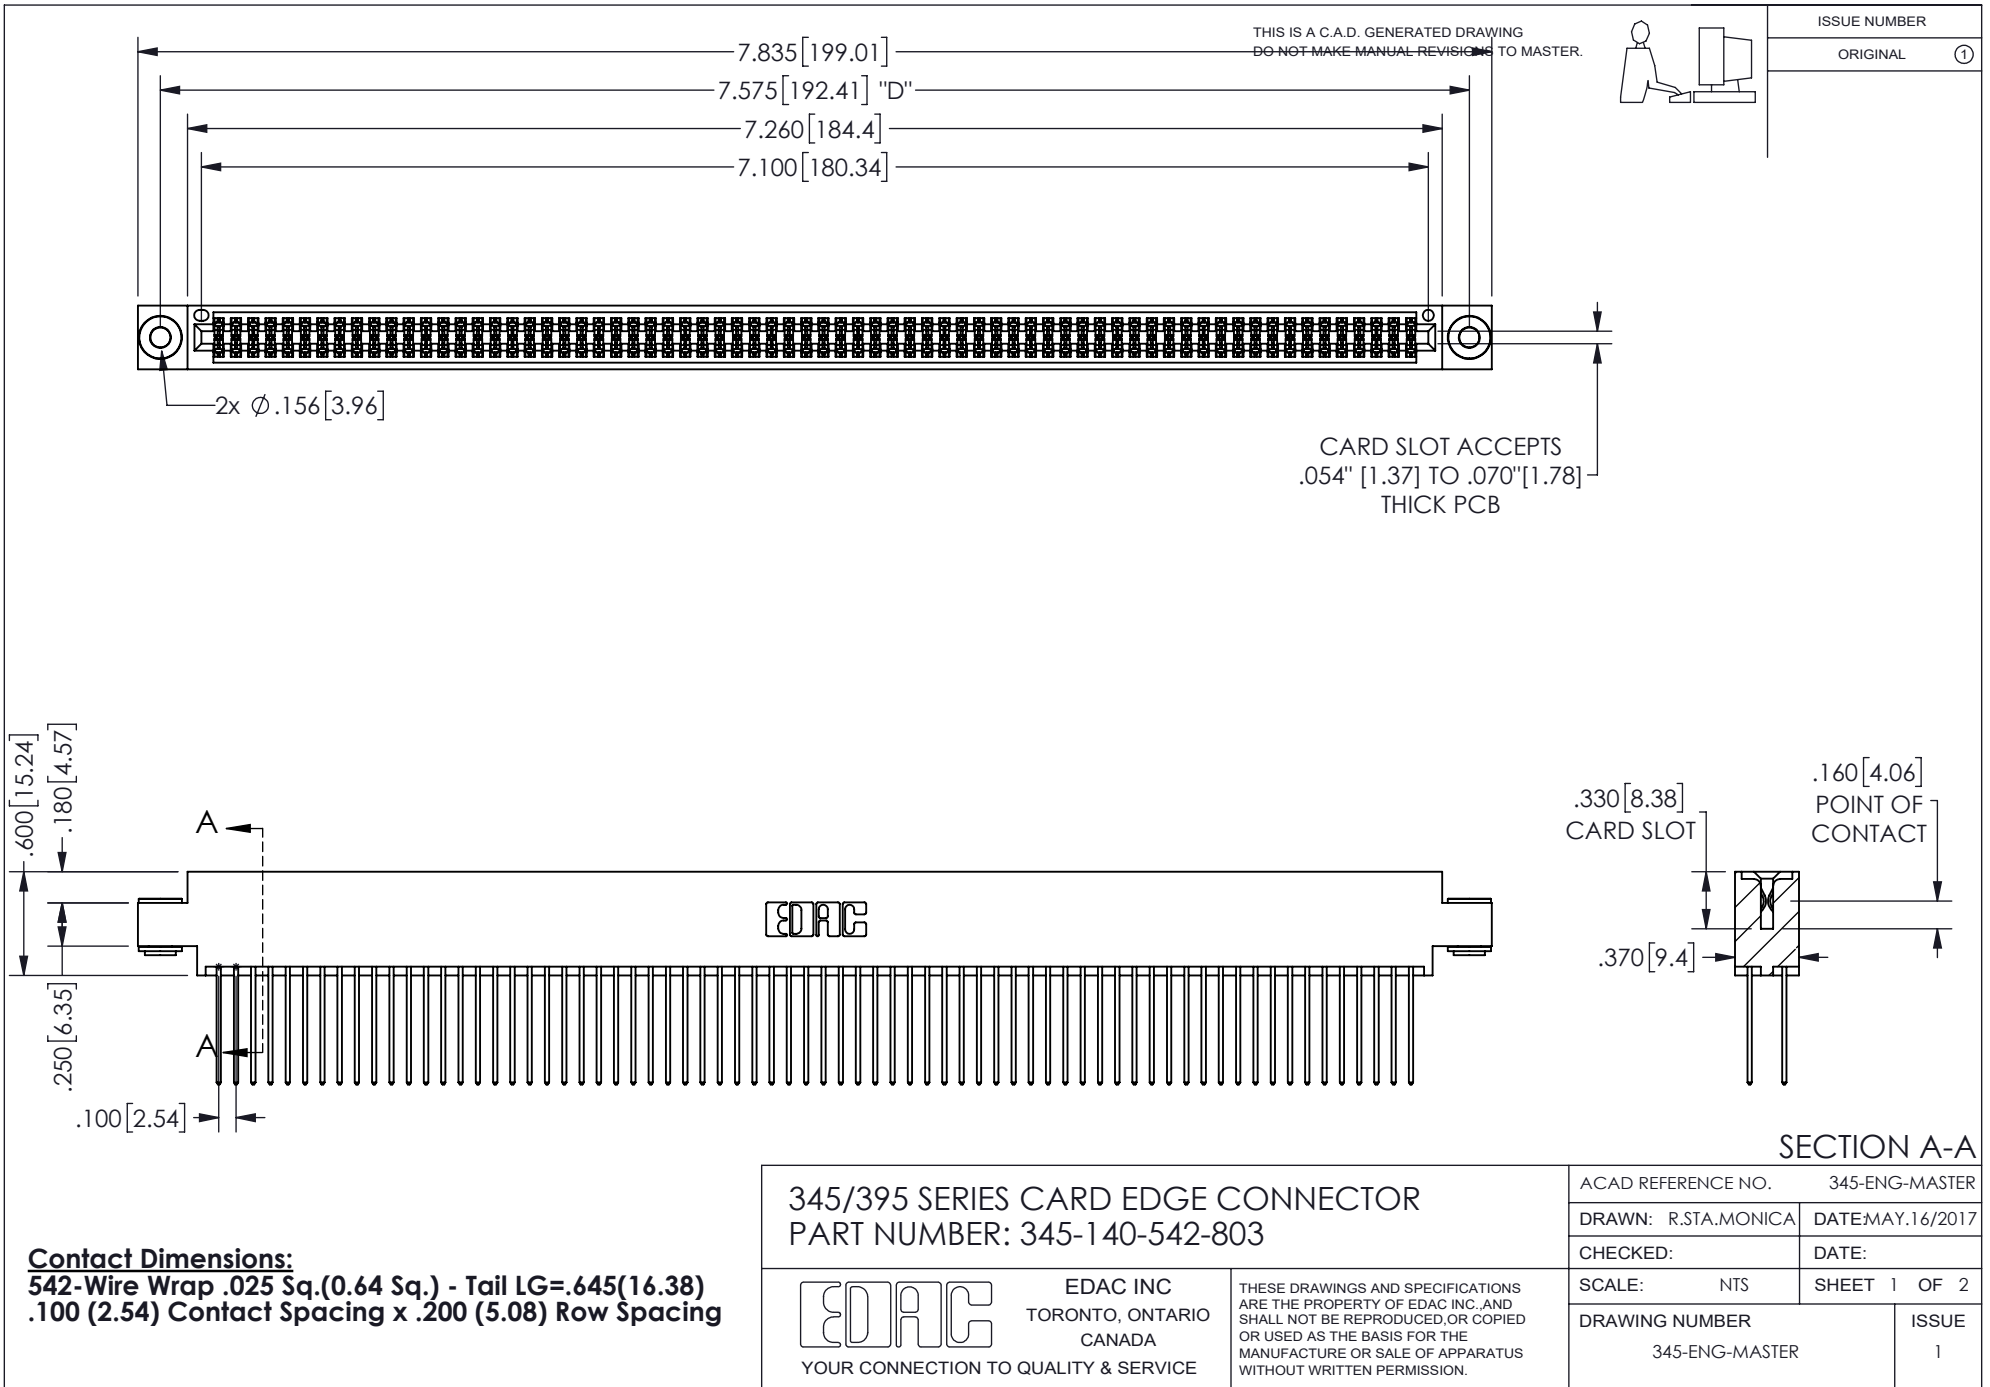 THIS IS A C.A.D. GENERATED DRAWING
DO NOT MAKE MANUAL REVISIONS TO MASTER.
ISSUE NUMBER
ORIGINAL 1
7.835[199.01]
7.575[192.41] "D"
7.260[184.4]
7.100[180.34]
2x Ø.156[3.96]
CARD SLOT ACCEPTS
.054" [1.37] TO .070"[1.78]
THICK PCB
.600[15.24]
.180[4.57]
.250[6.35]
.100[2.54]
A
A
EDAC
.330[8.38]
CARD SLOT
.160[4.06]
POINT OF
CONTACT
.370[9.4]
SECTION A-A
Contact Dimensions:
542-Wire Wrap .025 Sq.(0.64 Sq.) - Tail LG=.645(16.38)
.100 (2.54) Contact Spacing x .200 (5.08) Row Spacing
345/395 SERIES CARD EDGE CONNECTOR
PART NUMBER: 345-140-542-803
EDAC
EDAC INC
TORONTO, ONTARIO
CANADA
YOUR CONNECTION TO QUALITY & SERVICE
THESE DRAWINGS AND SPECIFICATIONS
ARE THE PROPERTY OF EDAC INC.,AND
SHALL NOT BE REPRODUCED,OR COPIED
OR USED AS THE BASIS FOR THE
MANUFACTURE OR SALE OF APPARATUS
WITHOUT WRITTEN PERMISSION.
ACAD REFERENCE NO. 345-ENG-MASTER
DRAWN: R.STA.MONICA DATE:MAY.16/2017
CHECKED: DATE:
SCALE: NTS SHEET 1 OF 2
DRAWING NUMBER ISSUE
345-ENG-MASTER 1